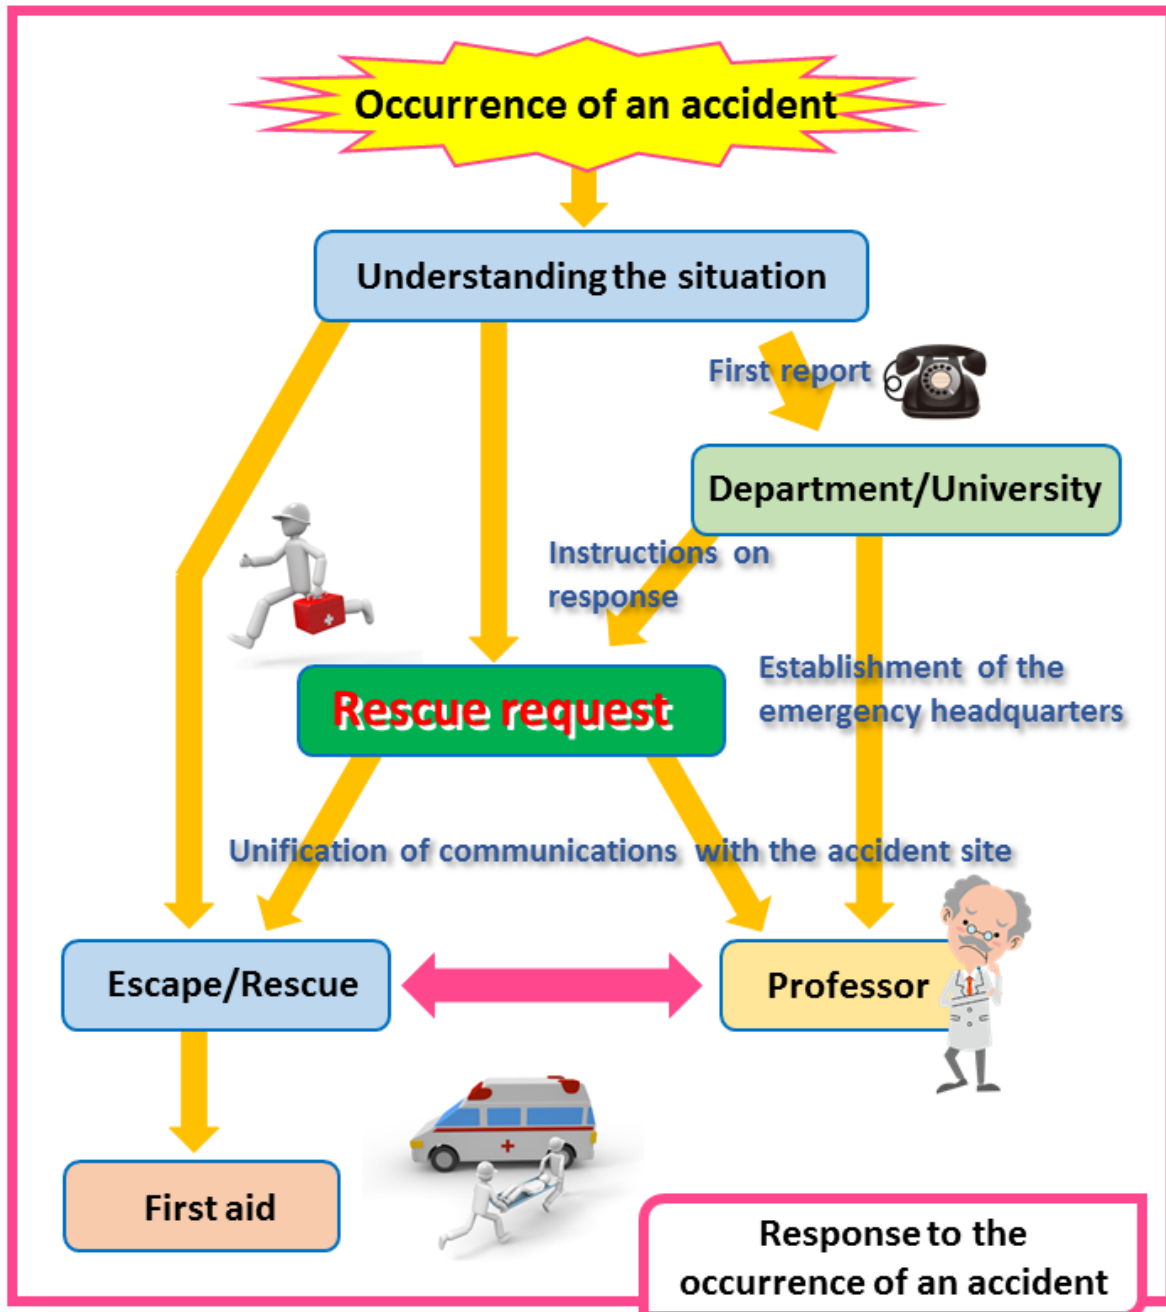 Occurrence of an accident
Understanding the situation
First report
Department/University
Instructions on
response
Rescue request
Establishment of the
emergency headquarters
Unification of communications with the accident site
Escape/Rescue
Professor
First aid
Response to the
occurrence of an accident